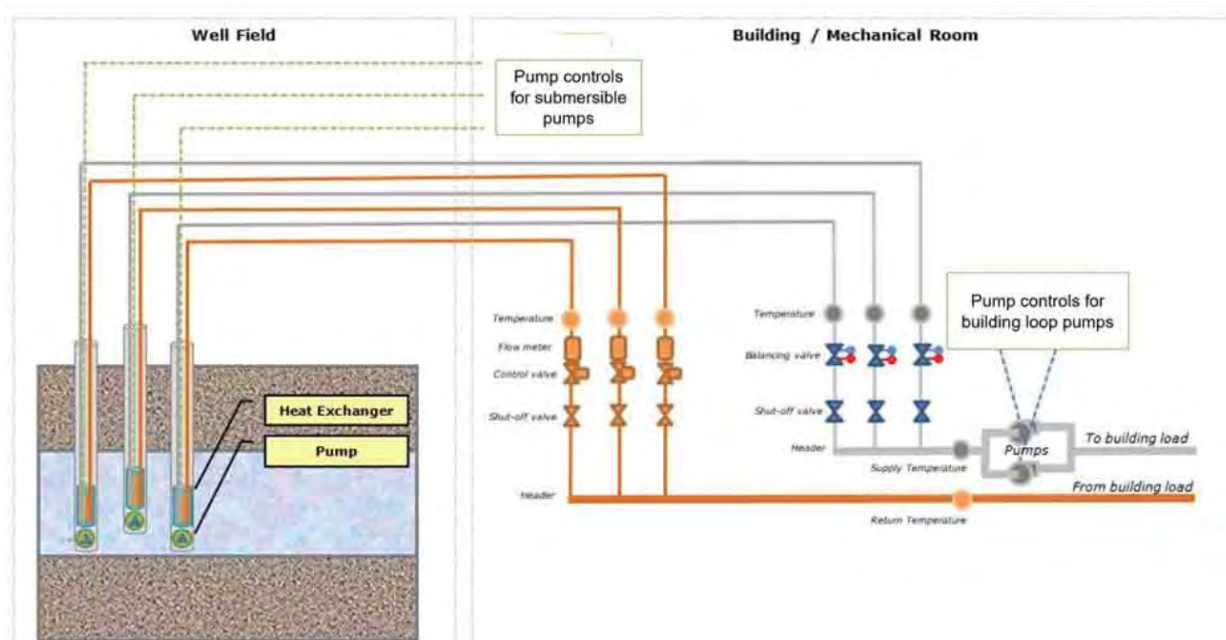 Well Field
Building / Mechanical Room
Pump controls
for submersible
pumps
Pump controls for
building loop pumps
Temperature
Flow meter
Control valve
Shut-off valve
Header
Temperature
Balancing valve
Shut-off valve
Header
Supply Temperature
Pumps
To building load
From building load
Return Temperature
Heat Exchanger
Pump